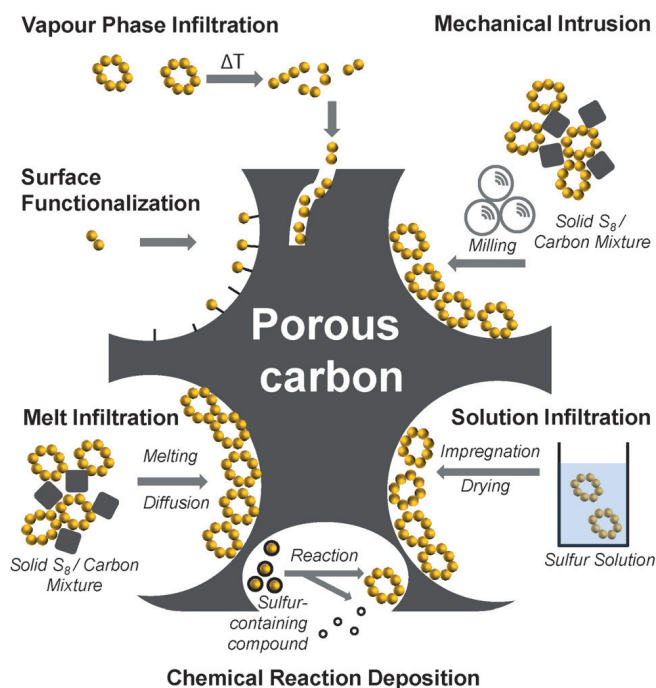 Vapour Phase Infiltration
ΔT
Mechanical Intrusion
Surface
Functionalization
Milling
Solid S₈ /
Carbon Mixture
Porous
carbon
Melt Infiltration
Melting
Diffusion
Solid S₈ / Carbon
Mixture
Solution Infiltration
Impregnation
Drying
Sulfur Solution
Reaction
Sulfur-
containing
compound
Chemical Reaction Deposition